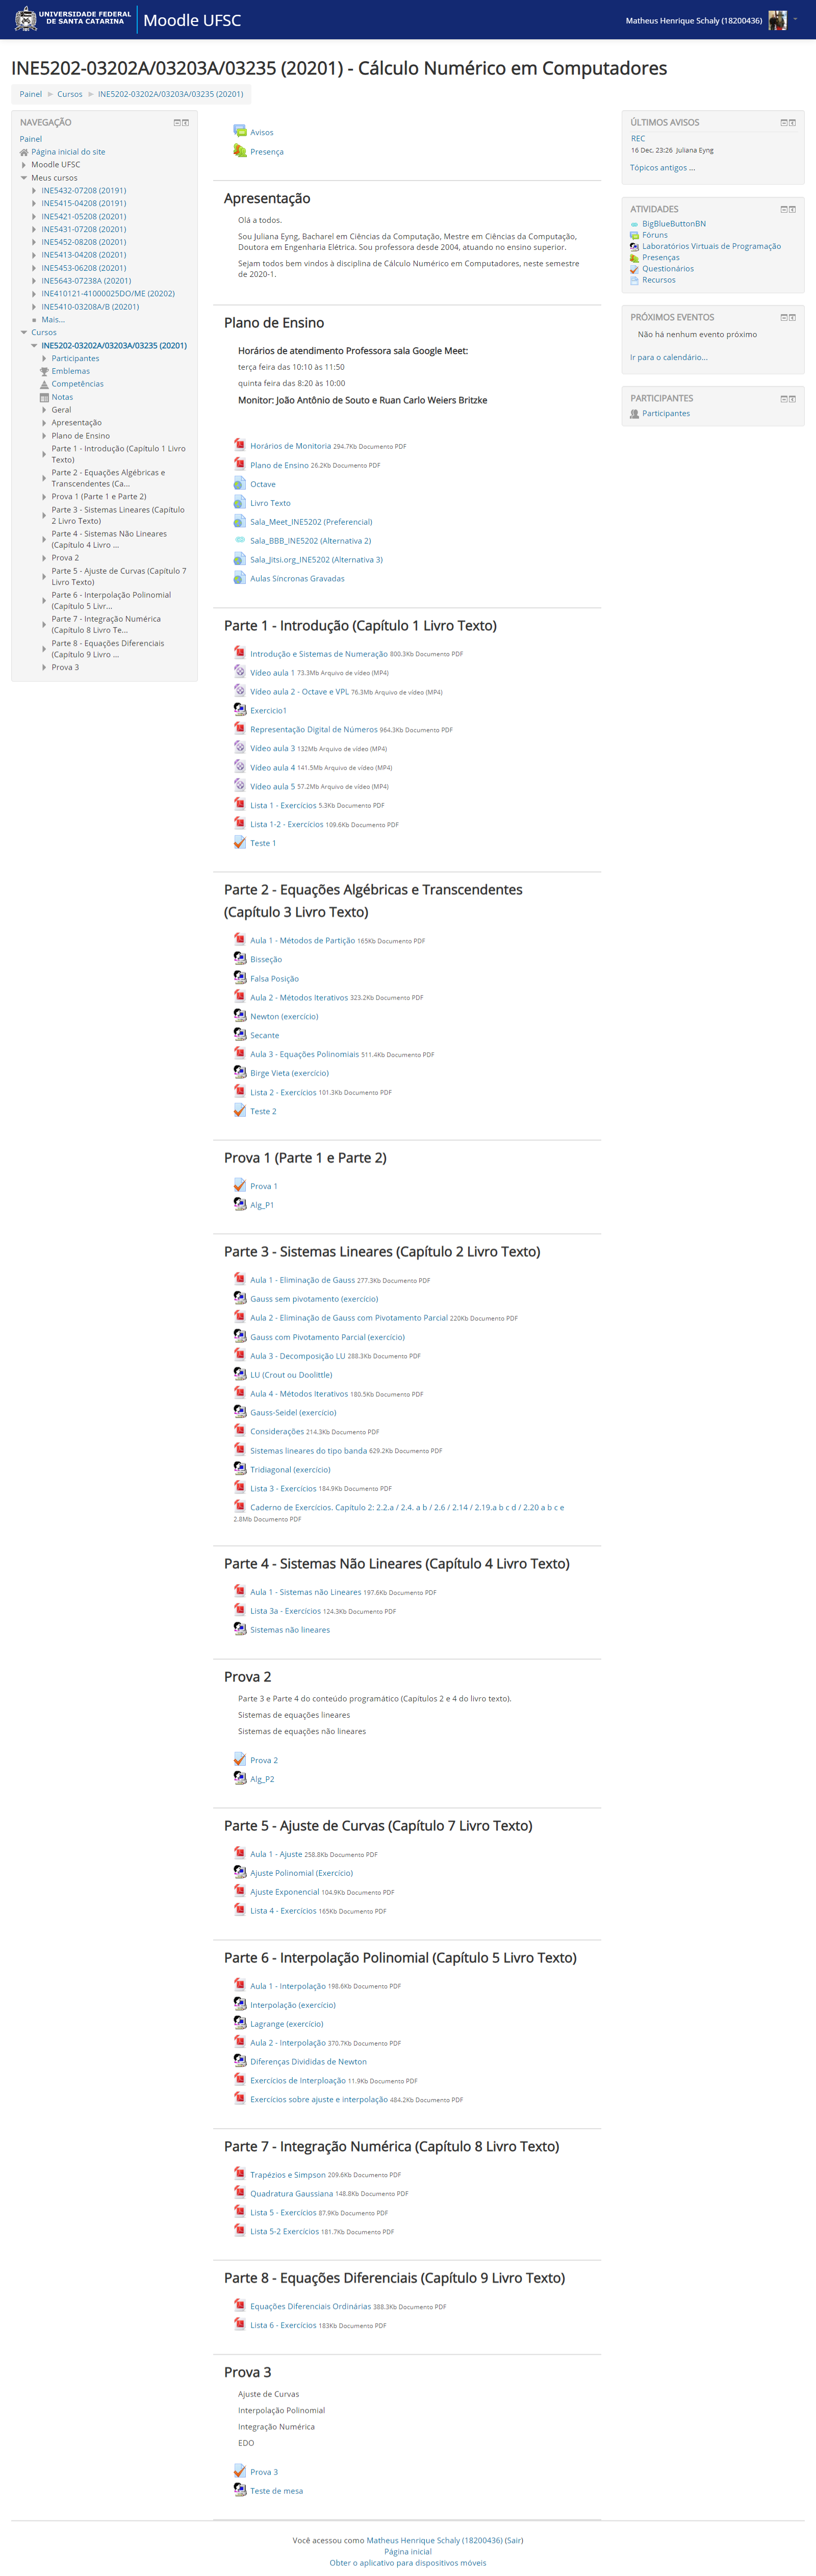 UNIVERSIDADE FEDERAL
DE SANTA CATARINA
Moodle UFSC
Matheus Henrique Schaly (18200436)
INE5202-03202A/03203A/03235 (20201) - Cálculo Numérico em Computadores
Painel ► Cursos ► INE5202-03202A/03203A/03235 (20201)
NAVEGAÇÃO
Painel
Página inicial do site
Moodle UFSC
Meus cursos
INE5432-07208 (20191)
INE5415-04208 (20191)
INE5421-05208 (20201)
INE5431-07208 (20201)
INE5452-08208 (20201)
INE5413-04208 (20201)
INE5453-06208 (20201)
INE5643-07238A (20201)
INE410121-41000025DO/ME (20202)
INE5410-03208A/B (20201)
Mais...
Cursos
INE5202-03202A/03203A/03235 (20201)
Participantes
Emblemas
Competências
Notas
Geral
Apresentação
Plano de Ensino
Parte 1 - Introdução (Capítulo 1 Livro
Texto)
Parte 2 - Equações Algébricas e
Transcendentes (Ca...
Prova 1 (Parte 1 e Parte 2)
Parte 3 - Sistemas Lineares (Capítulo
2 Livro Texto)
Parte 4 - Sistemas Não Lineares
(Capítulo 4 Livro ...
Prova 2
Parte 5 - Ajuste de Curvas (Capítulo 7
Livro Texto)
Parte 6 - Interpolação Polinomial
(Capítulo 5 Livr...
Parte 7 - Integração Numérica
(Capítulo 8 Livro Te...
Parte 8 - Equações Diferenciais
(Capítulo 9 Livro ...
Prova 3
Avisos
Presença
Apresentação
Olá a todos.
Sou Juliana Eyng, Bacharel em Ciências da Computação, Mestre em Ciências da Computação,
Doutora em Engenharia Elétrica. Sou professora desde 2004, atuando no ensino superior.
Sejam todos bem vindos à disciplina de Cálculo Numérico em Computadores, neste semestre
de 2020-1.
Plano de Ensino
Horários de atendimento Professora sala Google Meet:
terça feira das 10:10 às 11:50
quinta feira das 8:20 às 10:00
Monitor: João Antônio de Souto e Ruan Carlo Weiers Britzke
Horários de Monitoria 294.7Kb Documento PDF
Plano de Ensino 26.2Kb Documento PDF
Octave
Livro Texto
Sala_Meet_INE5202 (Preferencial)
Sala_BBB_INE5202 (Alternativa 2)
Sala_Jitsi.org_INE5202 (Alternativa 3)
Aulas Síncronas Gravadas
Parte 1 - Introdução (Capítulo 1 Livro Texto)
Introdução e Sistemas de Numeração 800.3Kb Documento PDF
Vídeo aula 1 73.3Mb Arquivo de vídeo (MP4)
Vídeo aula 2 - Octave e VPL 76.3Mb Arquivo de vídeo (MP4)
Exercicio1
Representação Digital de Números 964.3Kb Documento PDF
Vídeo aula 3 132Mb Arquivo de vídeo (MP4)
Vídeo aula 4 141.5Mb Arquivo de vídeo (MP4)
Vídeo aula 5 57.2Mb Arquivo de vídeo (MP4)
Lista 1 - Exercícios 5.3Kb Documento PDF
Lista 1-2 - Exercícios 109.6Kb Documento PDF
Teste 1
Parte 2 - Equações Algébricas e Transcendentes
(Capítulo 3 Livro Texto)
Aula 1 - Métodos de Partição 165Kb Documento PDF
Bisseção
Falsa Posição
Aula 2 - Métodos Iterativos 323.2Kb Documento PDF
Newton (exercício)
Secante
Aula 3 - Equações Polinomiais 511.4Kb Documento PDF
Birge Vieta (exercício)
Lista 2 - Exercícios 101.3Kb Documento PDF
Teste 2
Prova 1 (Parte 1 e Parte 2)
Prova 1
Alg_P1
Parte 3 - Sistemas Lineares (Capítulo 2 Livro Texto)
Aula 1 - Eliminação de Gauss 277.3Kb Documento PDF
Gauss sem pivotamento (exercício)
Aula 2 - Eliminação de Gauss com Pivotamento Parcial 220Kb Documento PDF
Gauss com Pivotamento Parcial (exercício)
Aula 3 - Decomposição LU 288.3Kb Documento PDF
LU (Crout ou Doolittle)
Aula 4 - Métodos Iterativos 180.5Kb Documento PDF
Gauss-Seidel (exercício)
Considerações 214.3Kb Documento PDF
Sistemas lineares do tipo banda 629.2Kb Documento PDF
Tridiagonal (exercício)
Lista 3 - Exercícios 184.9Kb Documento PDF
Caderno de Exercícios. Capítulo 2: 2.2.a / 2.4. a b / 2.6 / 2.14 / 2.19.a b c d / 2.20 a b c e
2.8Mb Documento PDF
Parte 4 - Sistemas Não Lineares (Capítulo 4 Livro Texto)
Aula 1 - Sistemas não Lineares 197.6Kb Documento PDF
Lista 3a - Exercícios 124.3Kb Documento PDF
Sistemas não lineares
Prova 2
Parte 3 e Parte 4 do conteúdo programático (Capítulos 2 e 4 do livro texto).
Sistemas de equações lineares
Sistemas de equações não lineares
Prova 2
Alg_P2
Parte 5 - Ajuste de Curvas (Capítulo 7 Livro Texto)
Aula 1 - Ajuste 258.8Kb Documento PDF
Ajuste Polinomial (Exercício)
Ajuste Exponencial 104.9Kb Documento PDF
Lista 4 - Exercícios 165Kb Documento PDF
Parte 6 - Interpolação Polinomial (Capítulo 5 Livro Texto)
Aula 1 - Interpolação 198.6Kb Documento PDF
Interpolação (exercício)
Lagrange (exercício)
Aula 2 - Interpolação 370.7Kb Documento PDF
Diferenças Divididas de Newton
Exercícios de Interploação 11.9Kb Documento PDF
Exercícios sobre ajuste e interpolação 484.2Kb Documento PDF
Parte 7 - Integração Numérica (Capítulo 8 Livro Texto)
Trapézios e Simpson 209.6Kb Documento PDF
Quadratura Gaussiana 148.8Kb Documento PDF
Lista 5 - Exercícios 87.9Kb Documento PDF
Lista 5-2 Exercícios 181.7Kb Documento PDF
Parte 8 - Equações Diferenciais (Capítulo 9 Livro Texto)
Equações Diferenciais Ordinárias 388.3Kb Documento PDF
Lista 6 - Exercícios 183Kb Documento PDF
Prova 3
Ajuste de Curvas
Interpolação Polinomial
Integração Numérica
EDO
Prova 3
Teste de mesa
ÚLTIMOS AVISOS
REC
16 Dec, 23:26 Juliana Eyng
Tópicos antigos ...
ATIVIDADES
BigBlueButtonBN
Fóruns
Laboratórios Virtuais de Programação
Presenças
Questionários
Recursos
PRÓXIMOS EVENTOS
Não há nenhum evento próximo
Ir para o calendário...
PARTICIPANTES
Participantes
Você acessou como Matheus Henrique Schaly (18200436) (Sair)
Página inicial
Obter o aplicativo para dispositivos móveis